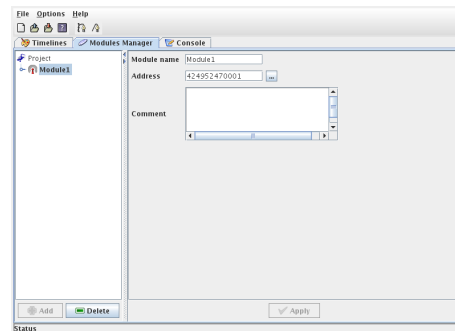 File Options Help
Timelines Modules Manager Console
Project
Module1
Module name Module1
Address 424952470001 ...
Comment
Add Delete Apply
Status